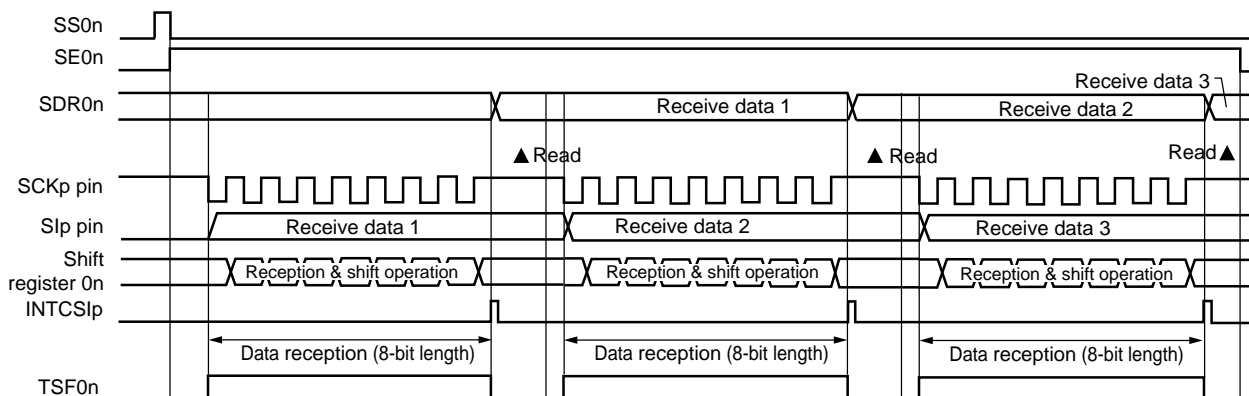 SS0n
SE0n
Receive data 3
SDR0n
Receive data 1
Receive data 2
▲ Read
▲ Read
Read ▲
SCKp pin
SIp pin
Receive data 1
Receive data 2
Receive data 3
Shift
register 0n
Reception & shift operation
Reception & shift operation
Reception & shift operation
INTCSIp
Data reception (8-bit length)
Data reception (8-bit length)
Data reception (8-bit length)
TSF0n